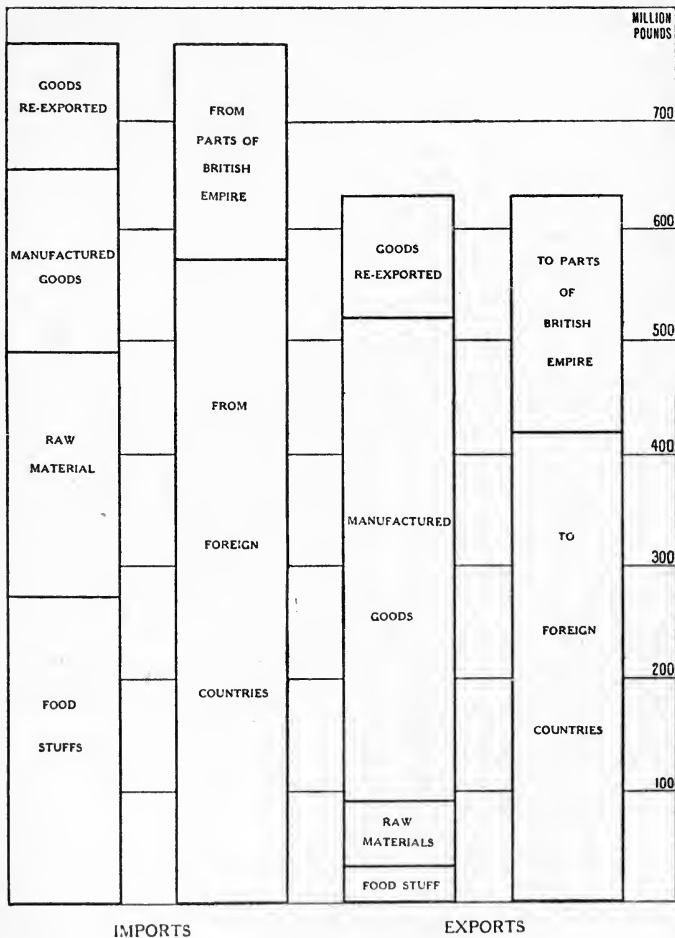 MILLION
POUNDS
700
600
500
400
300
200
100
GOODS
RE-EXPORTED
MANUFACTURED
GOODS
RAW
MATERIAL
FOOD
STUFFS
FROM
PARTS OF
BRITISH
EMPIRE
FROM
FOREIGN
COUNTRIES
GOODS
RE-EXPORTED
MANUFACTURED
GOODS
RAW
MATERIALS
FOOD STUFF
TO PARTS
OF
BRITISH
EMPIRE
TO
FOREIGN
COUNTRIES
IMPORTS
EXPORTS